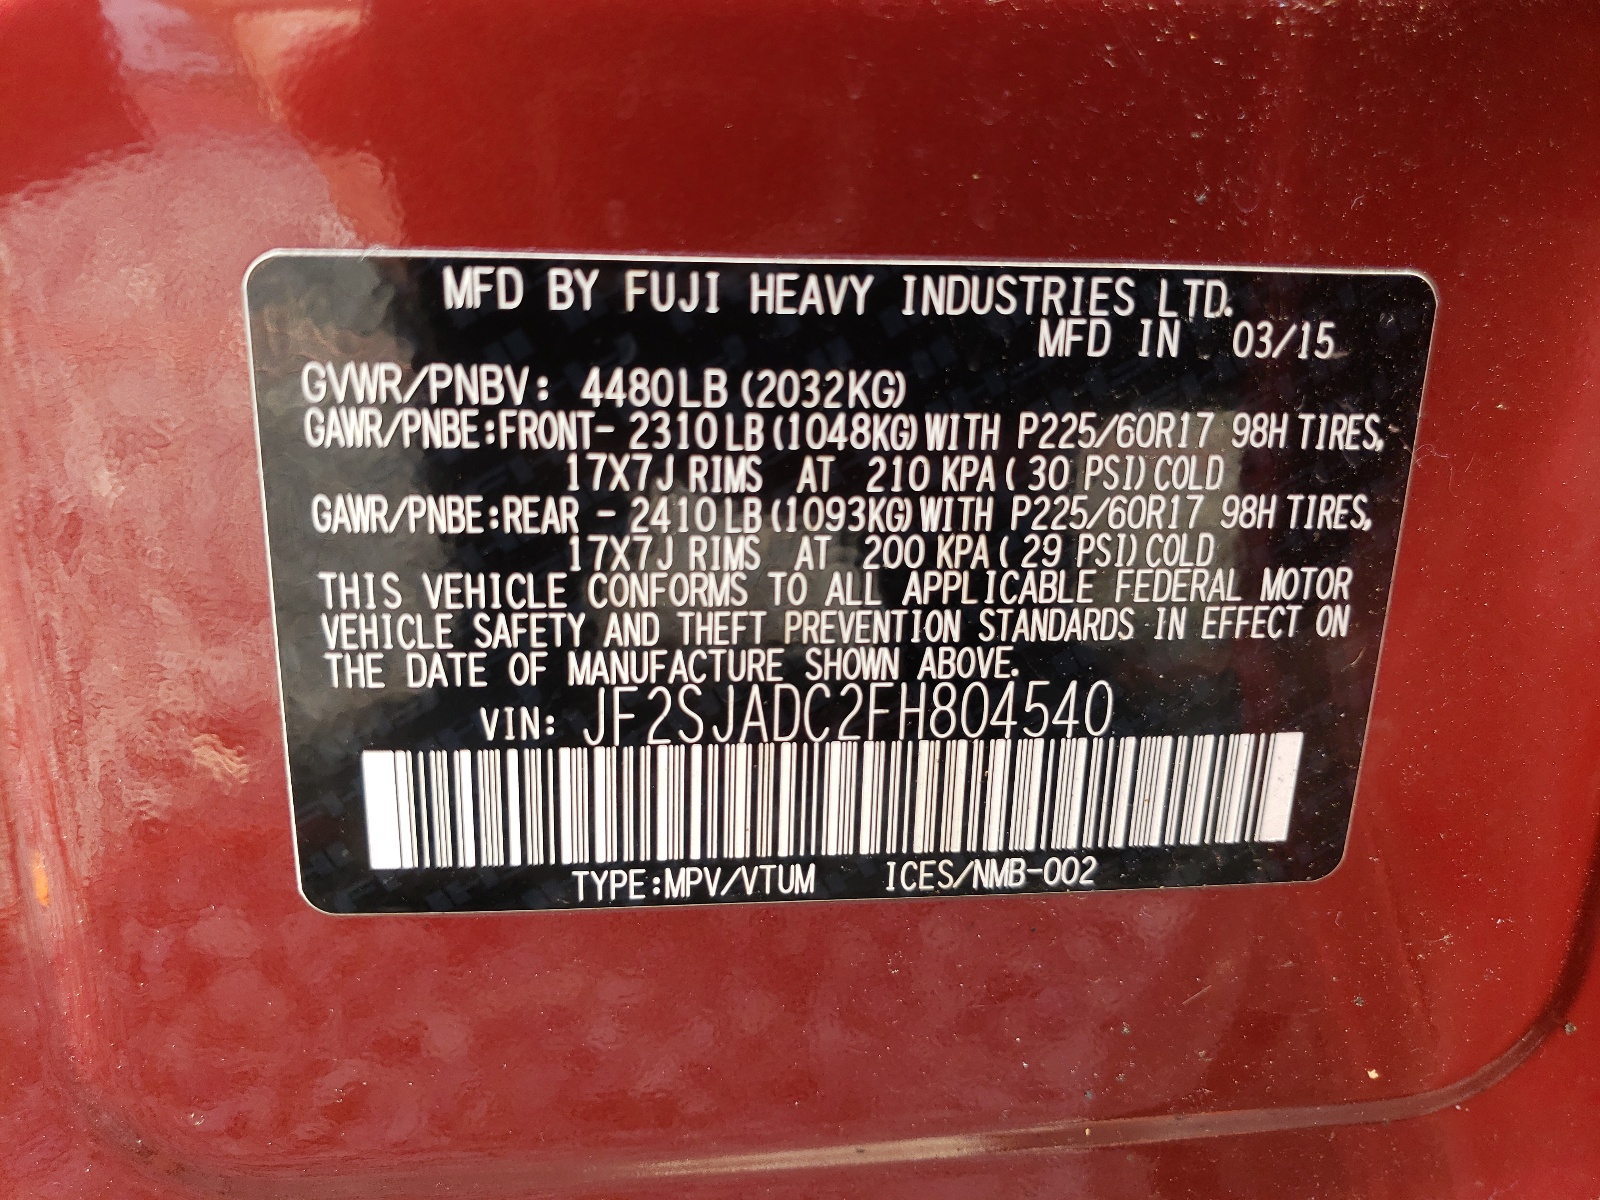 MFD BY FUJI HEAVY INDUSTRIES LTD.
MFD IN 03/15
GVWR/PNBV: 4480LB (2032KG)
GAWR/PNBE:FRONT- 2310LB (1048KG) WITH P225/60R17 98H TIRES,
17X7J RIMS AT 210 KPA ( 30 PSI) COLD
GAWR/PNBE:REAR - 2410LB (1093KG) WITH P225/60R17 98H TIRES,
17X7J RIMS AT 200 KPA ( 29 PSI) COLD
THIS VEHICLE CONFORMS TO ALL APPLICABLE FEDERAL MOTOR
VEHICLE SAFETY AND THEFT PREVENTION STANDARDS IN EFFECT ON
THE DATE OF MANUFACTURE SHOWN ABOVE.
VIN: JF2SJADC2FH804540
TYPE:MPV/VTUM ICES/NMB-002